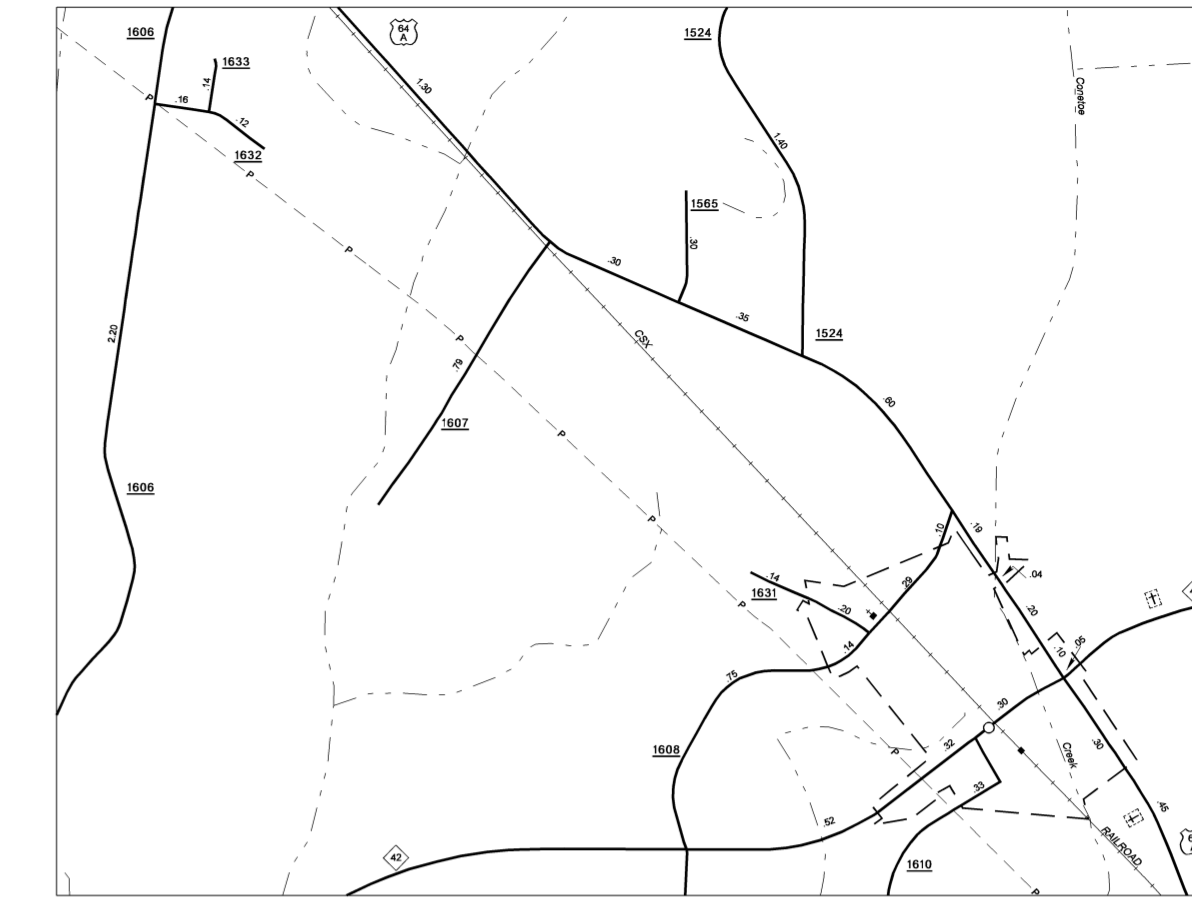 1606
64
A
1524
1633
.14
.16
P
1.30
.12
1632
P
Conetoe
1.40
1565
.30
P
.30
2.20
.35
CSX
1524
P
.79
.60
1607
P
1606
P
.10
.19
.14
1631
.29
.04
P
.20
.20
.14
.10
.05
.75
.30
1608
.32
P
Creek
.30
.33
.45
.52
RAILROAD
42
1610
P